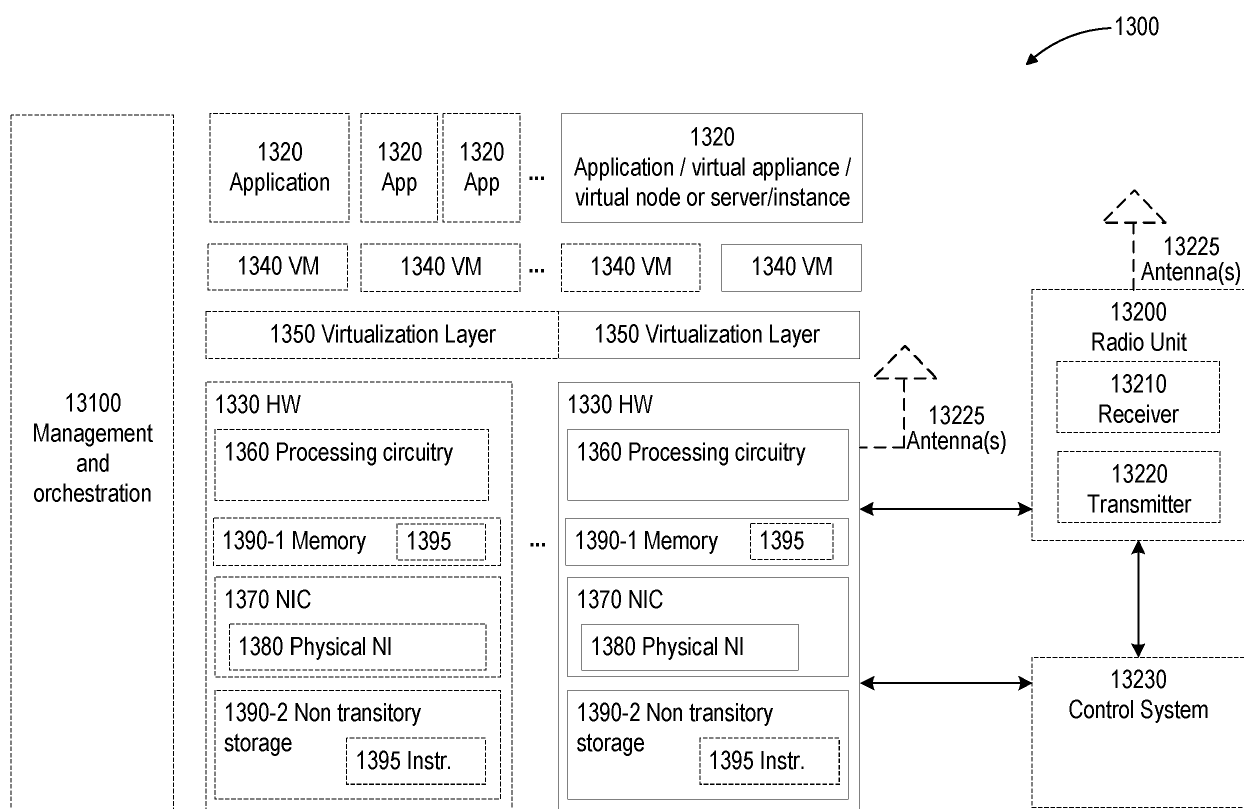 1300
1320
Application
1320
App
1320
App
...
1320
Application / virtual appliance /
virtual node or server/instance
1340 VM
1340 VM
...
1340 VM
1340 VM
1350 Virtualization Layer
1350 Virtualization Layer
13100
Management
and
orchestration
1330 HW
1360 Processing circuitry
1390-1 Memory
1395
1370 NIC
1380 Physical NI
1390-2 Non transitory
storage
1395 Instr.
...
1330 HW
1360 Processing circuitry
1390-1 Memory
1395
1370 NIC
1380 Physical NI
1390-2 Non transitory
storage
1395 Instr.
13225
Antenna(s)
13225
Antenna(s)
13200
Radio Unit
13210
Receiver
13220
Transmitter
13230
Control System